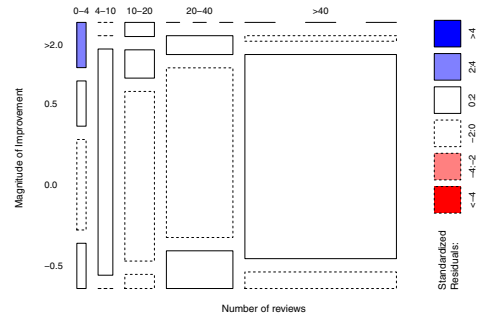 0−4 4−10 10−20 20−40 >40
>2.0
0.5
0.0
−0.5
Magnitude of Improvement
Number of reviews
>4
2:4
0:2
−2:0
−4:−2
<−4
Standardized
Residuals: